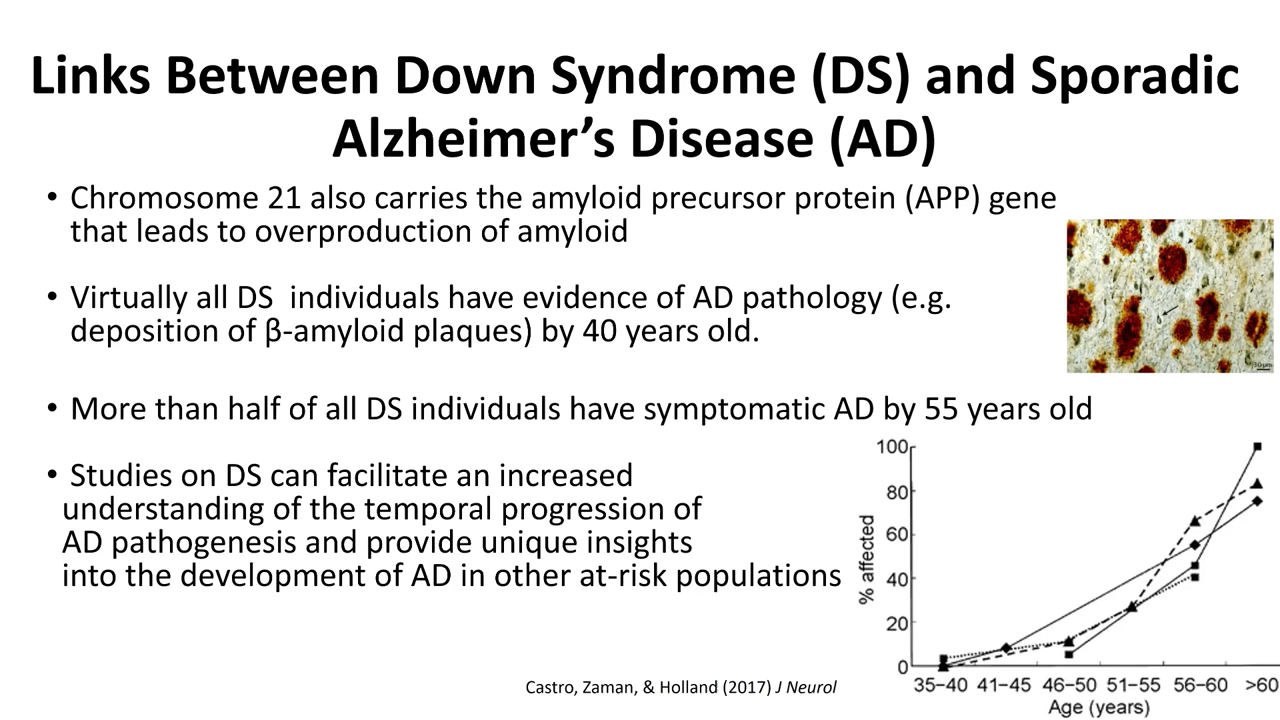 Links Between Down Syndrome (DS) and Sporadic
Alzheimer’s Disease (AD)
• Chromosome 21 also carries the amyloid precursor protein (APP) gene
that leads to overproduction of amyloid
• Virtually all DS  individuals have evidence of AD pathology (e.g.
deposition of β-amyloid plaques) by 40 years old.
• More than half of all DS individuals have symptomatic AD by 55 years old
• Studies on DS can facilitate an increased
understanding of the temporal progression of
AD pathogenesis and provide unique insights
into the development of AD in other at-risk populations
100
80
60
40
20
0
% affected
35–40 41–45 46–50 51–55 56–60 >60
Age (years)
Castro, Zaman, & Holland (2017) J Neurol